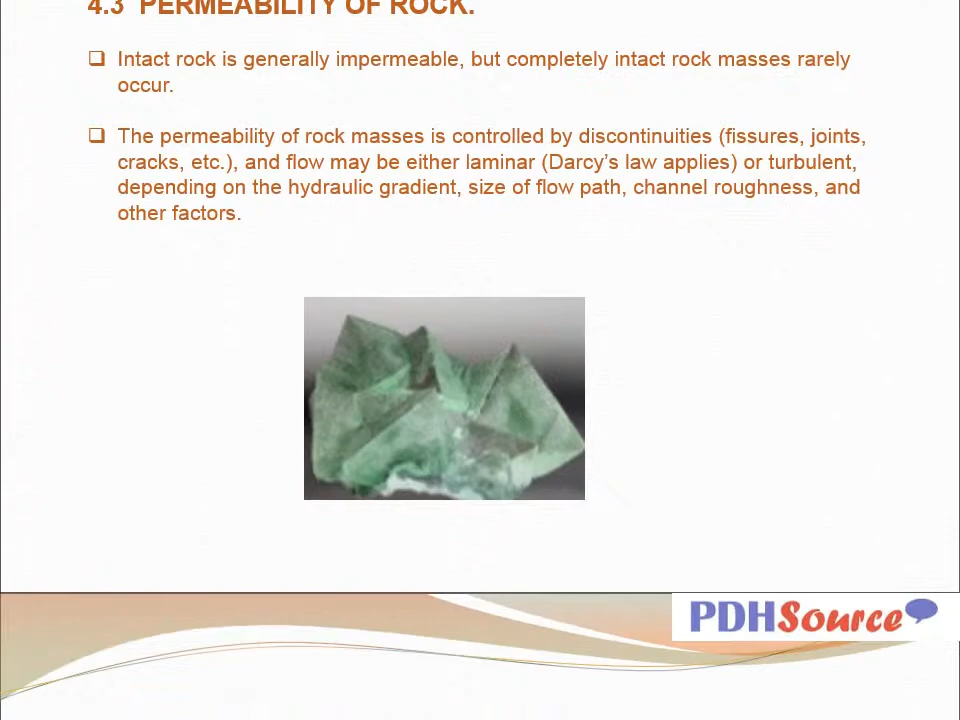 4.3 PERMEABILITY OF ROCK.
❑ Intact rock is generally impermeable, but completely intact rock masses rarely
occur.
❑ The permeability of rock masses is controlled by discontinuities (fissures, joints,
cracks, etc.), and flow may be either laminar (Darcy's law applies) or turbulent,
depending on the hydraulic gradient, size of flow path, channel roughness, and
other factors.
PDHSource